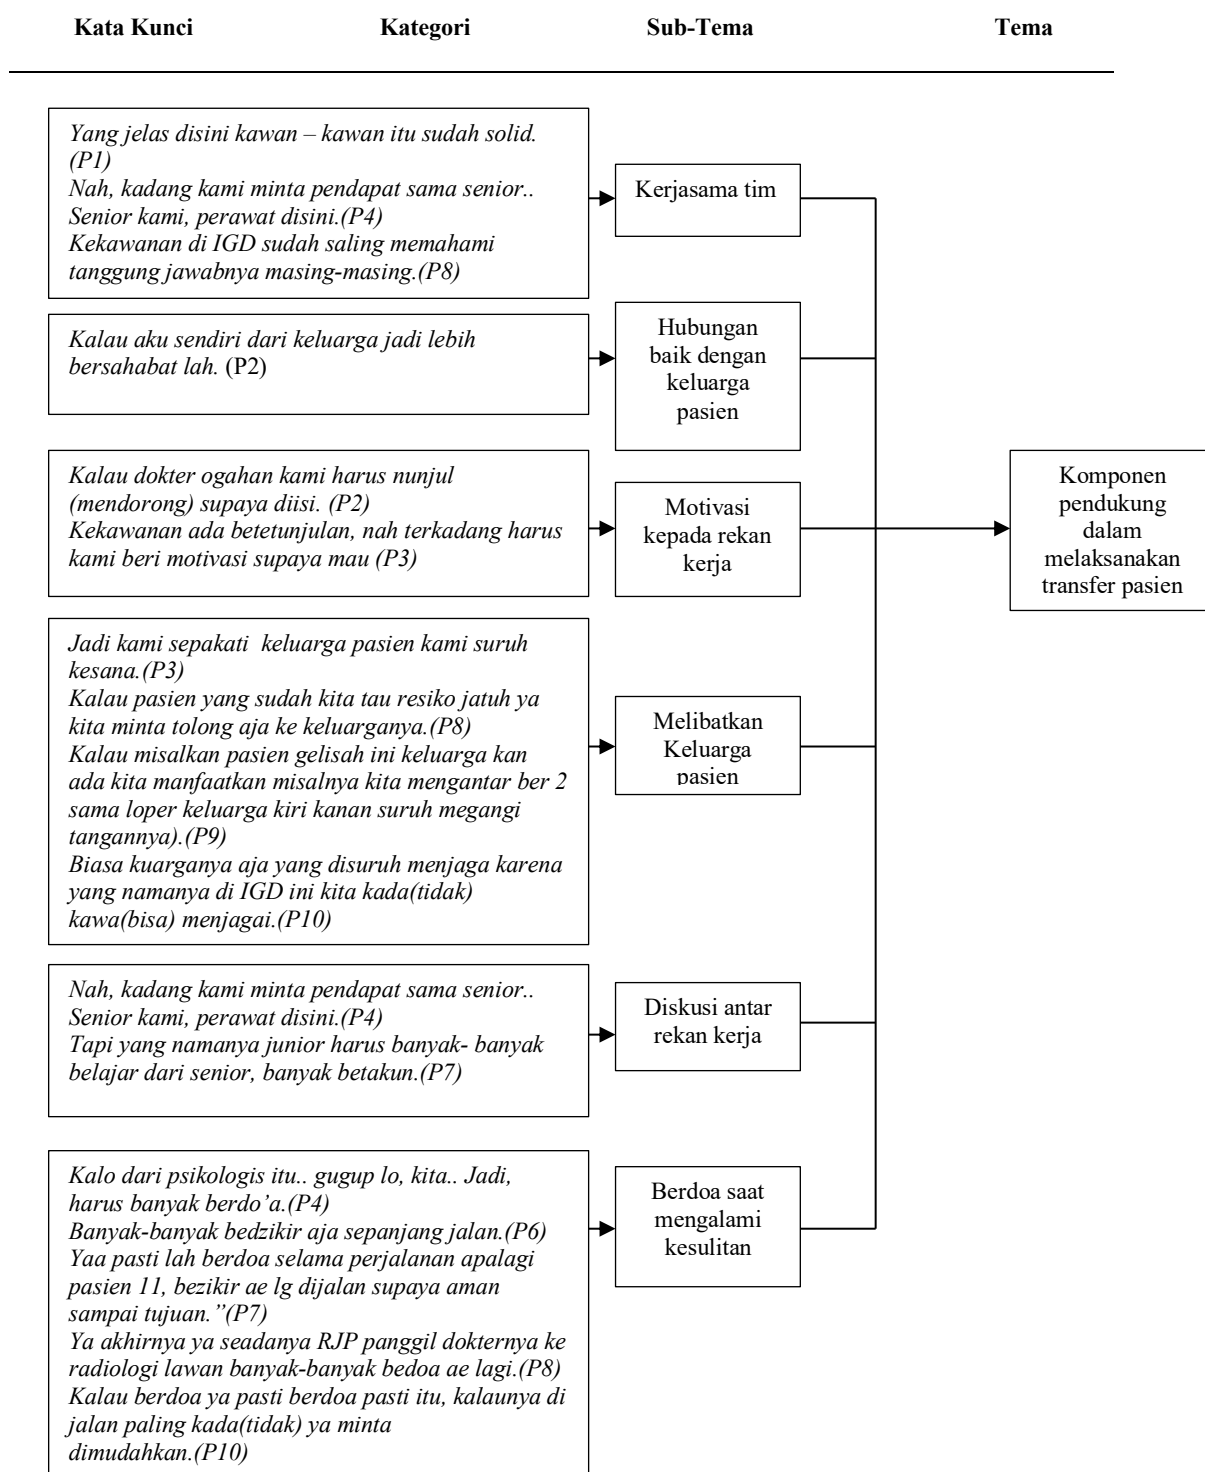 Kata Kunci Kategori Sub-Tema Tema
Yang jelas disini kawan – kawan itu sudah solid.
(P1)
Nah, kadang kami minta pendapat sama senior..
Senior kami, perawat disini.(P4)
Kekawanan di IGD sudah saling memahami
tanggung jawabnya masing-masing.(P8)
Kerjasama tim
Kalau aku sendiri dari keluarga jadi lebih
bersahabat lah. (P2)
Hubungan
baik dengan
keluarga
pasien
Kalau dokter ogahan kami harus nunjul
(mendorong) supaya diisi. (P2)
Kekawanan ada betetunjulan, nah terkadang harus
kami beri motivasi supaya mau (P3)
Motivasi
kepada rekan
kerja
Komponen
pendukung
dalam
melaksanakan
transfer pasien
Jadi kami sepakati  keluarga pasien kami suruh
kesana.(P3)
Kalau pasien yang sudah kita tau resiko jatuh ya
kita minta tolong aja ke keluarganya.(P8)
Kalau misalkan pasien gelisah ini keluarga kan
ada kita manfaatkan misalnya kita mengantar ber 2
sama loper keluarga kiri kanan suruh megangi
tangannya).(P9)
Biasa kuarganya aja yang disuruh menjaga karena
yang namanya di IGD ini kita kada(tidak)
kawa(bisa) menjagai.(P10)
Melibatkan
Keluarga
pasien
Nah, kadang kami minta pendapat sama senior..
Senior kami, perawat disini.(P4)
Tapi yang namanya junior harus banyak- banyak
belajar dari senior, banyak betakun.(P7)
Diskusi antar
rekan kerja
Kalo dari psikologis itu.. gugup lo, kita.. Jadi,
harus banyak berdo’a.(P4)
Banyak-banyak bedzikir aja sepanjang jalan.(P6)
Yaa pasti lah berdoa selama perjalanan apalagi
pasien 11, bezikir ae lg dijalan supaya aman
sampai tujuan.”(P7)
Ya akhirnya ya seadanya RJP panggil dokternya ke
radiologi lawan banyak-banyak bedoa ae lagi.(P8)
Kalau berdoa ya pasti berdoa pasti itu, kalaunya di
jalan paling kada(tidak) ya minta
dimudahkan.(P10)
Berdoa saat
mengalami
kesulitan